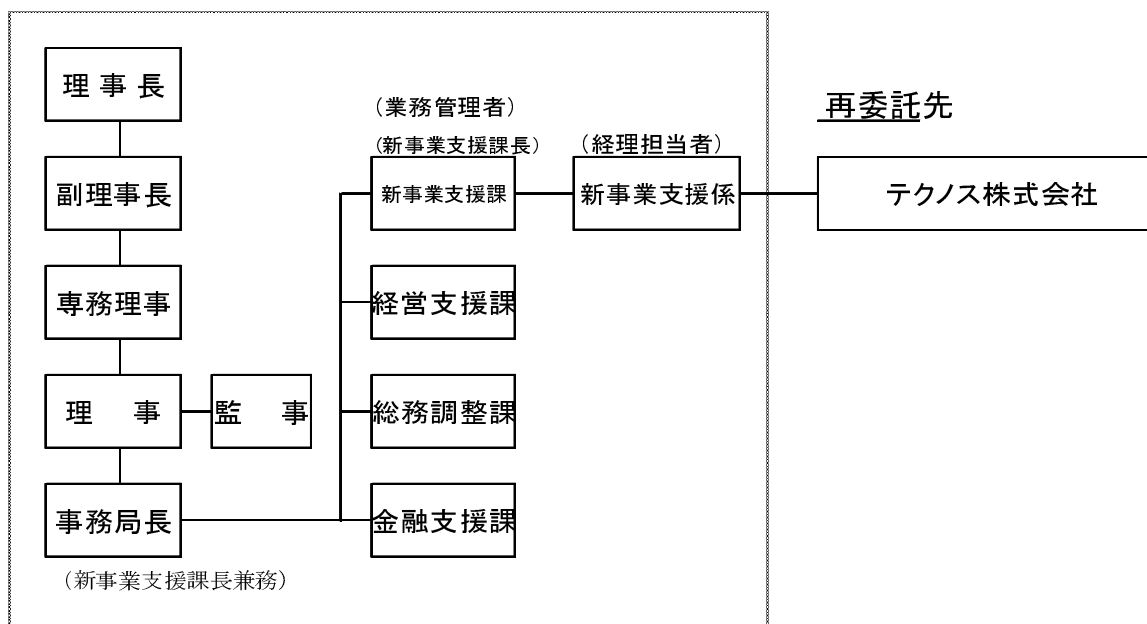 理事長
副理事長
専務理事
理　事
監　事
事務局長
（新事業支援課長兼務）
（業務管理者）
（新事業支援課長）
新事業支援課
経営支援課
総務調整課
金融支援課
（経理担当者）
新事業支援係
再委託先
テクノス株式会社